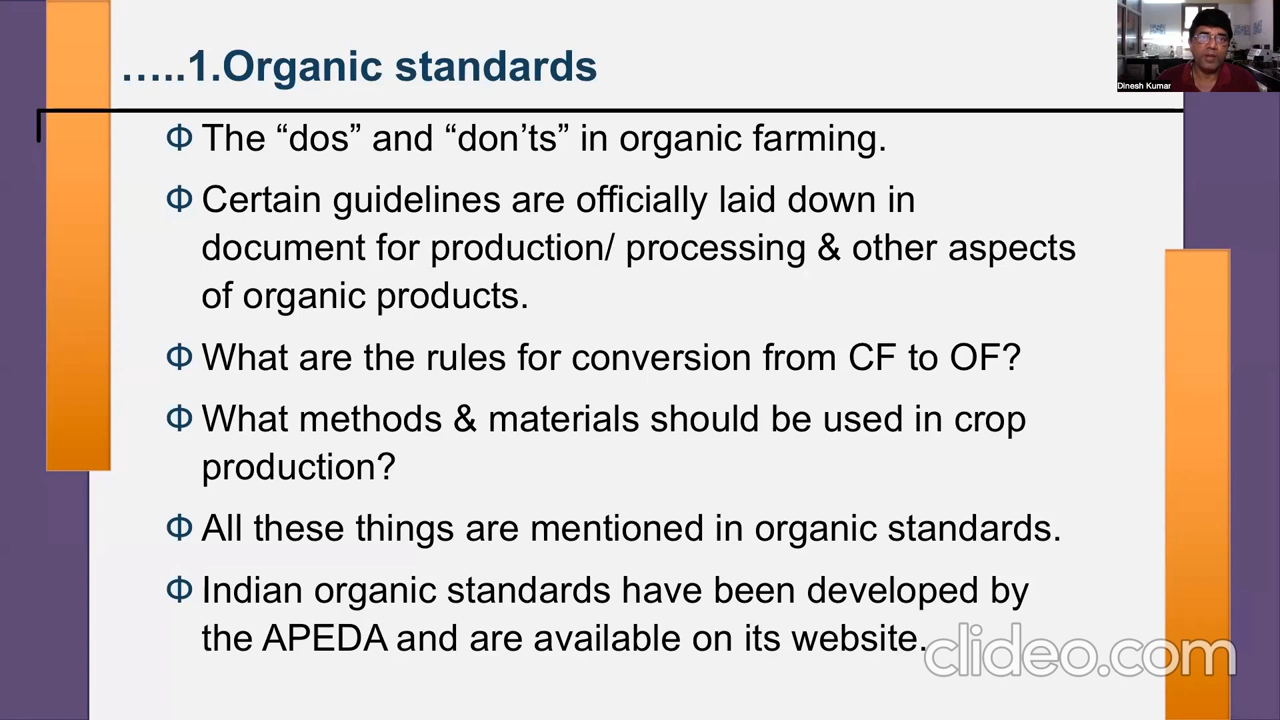 .....1.Organic standards
Dinesh Kumar
Φ The “dos” and “don’ts” in organic farming.
Φ Certain guidelines are officially laid down in
document for production/ processing & other aspects
of organic products.
Φ What are the rules for conversion from CF to OF?
Φ What methods & materials should be used in crop
production?
Φ All these things are mentioned in organic standards.
Φ Indian organic standards have been developed by
the APEDA and are available on its website.
clideo.com